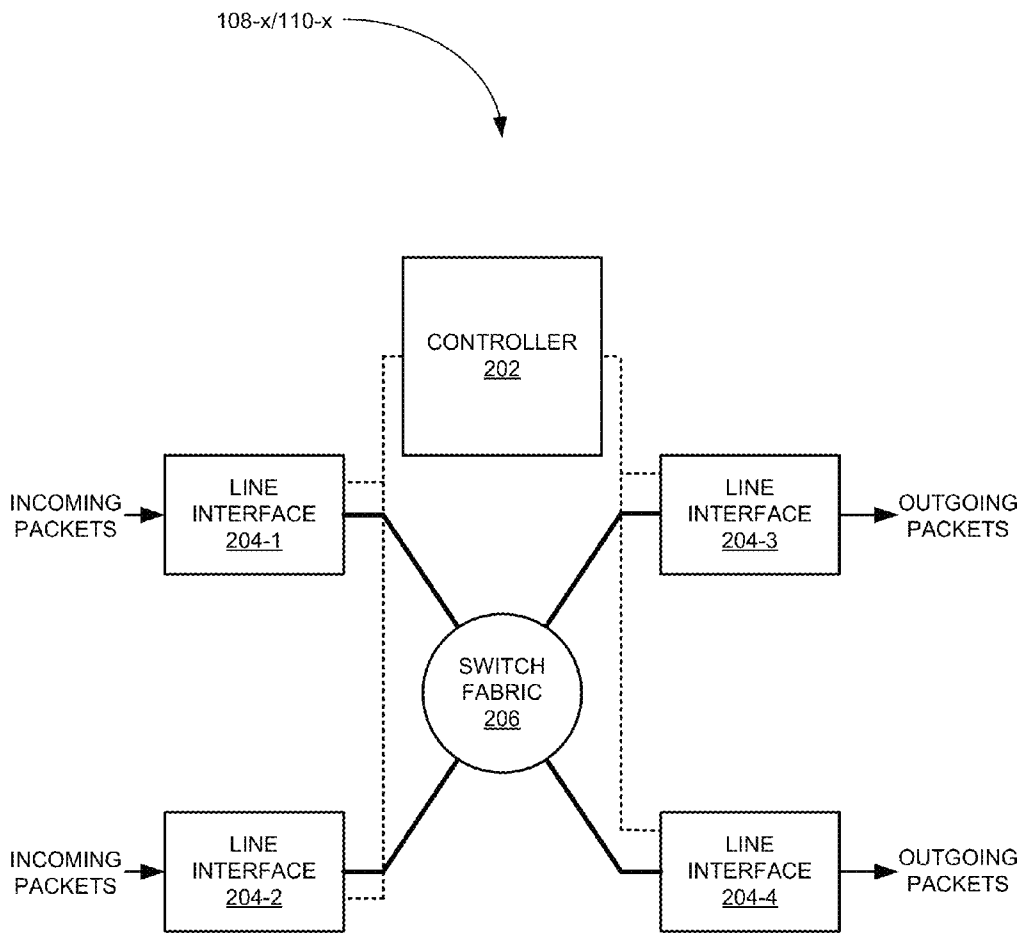 108-x/110-x
CONTROLLER
202
INCOMING
PACKETS
LINE
INTERFACE
204-1
LINE
INTERFACE
204-3
OUTGOING
PACKETS
SWITCH
FABRIC
206
INCOMING
PACKETS
LINE
INTERFACE
204-2
LINE
INTERFACE
204-4
OUTGOING
PACKETS